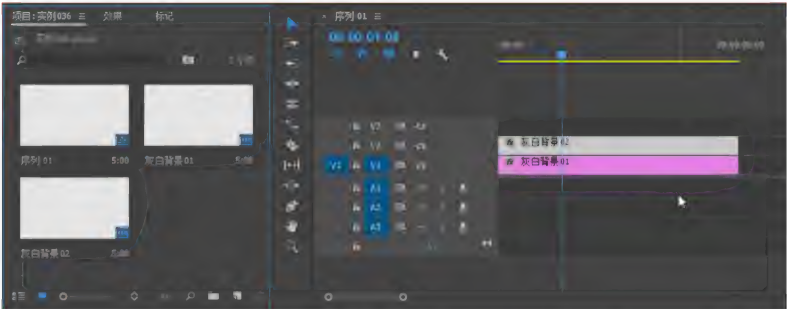 项目:实例036 ≡ 效果 标记
序列 01 5:00 灰白背景01 5:00
灰白背景02 5:00
× 序列 01 ≡
00:00:01:03
V3
V2
V1 V1
A1
A2
A3
fx 灰白背景02
fx 灰白背景01